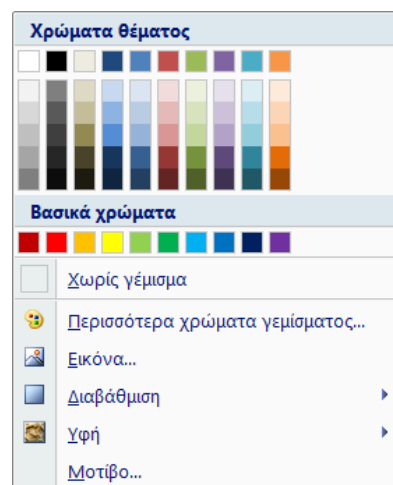 Χρώματα θέματος
Βασικά χρώματα
Χωρίς γέμισμα
Περισσότερα χρώματα γεμίσματος...
Εικόνα...
Διαβάθμιση
Υφή
Μοτίβο...